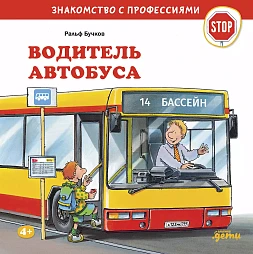 ЗНАКОМСТВО С ПРОФЕССИЯМИ
STOP
Ральф Бучков
ВОДИТЕЛЬ
АВТОБУСА
14 БАССЕЙН
4+
дети